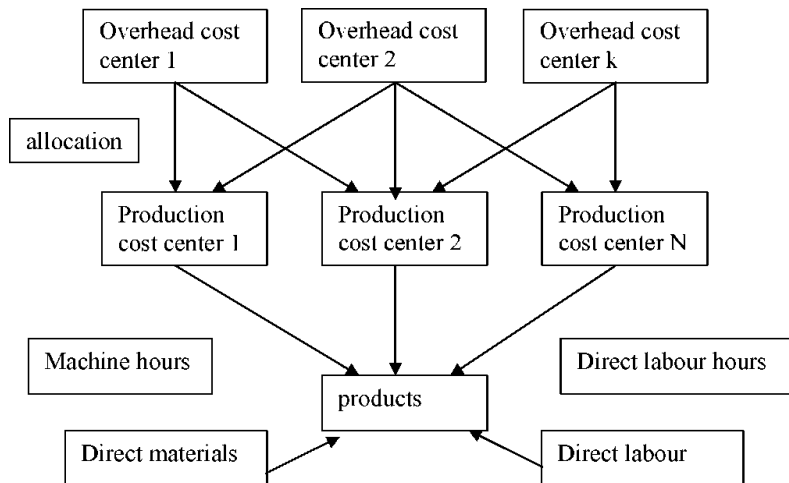 Overhead cost
center 1
Overhead cost
center 2
Overhead cost
center k
allocation
Production
cost center 1
Production
cost center 2
Production
cost center N
Machine hours
Direct labour hours
products
Direct materials
Direct labour